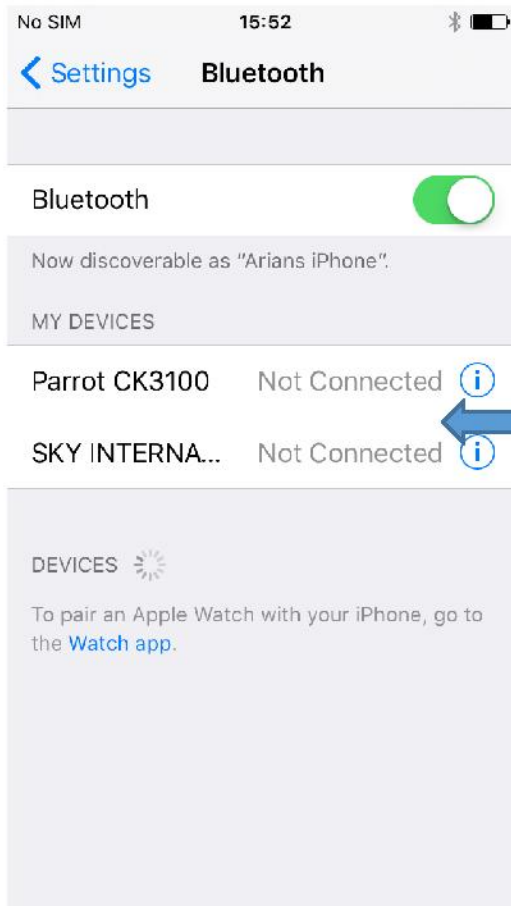 No SIM 15:52
Settings Bluetooth
Bluetooth
Now discoverable as “Arians iPhone”.
MY DEVICES
Parrot CK3100 Not Connected i
SKY INTERNA... Not Connected i
DEVICES
To pair an Apple Watch with your iPhone, go to
the Watch app.